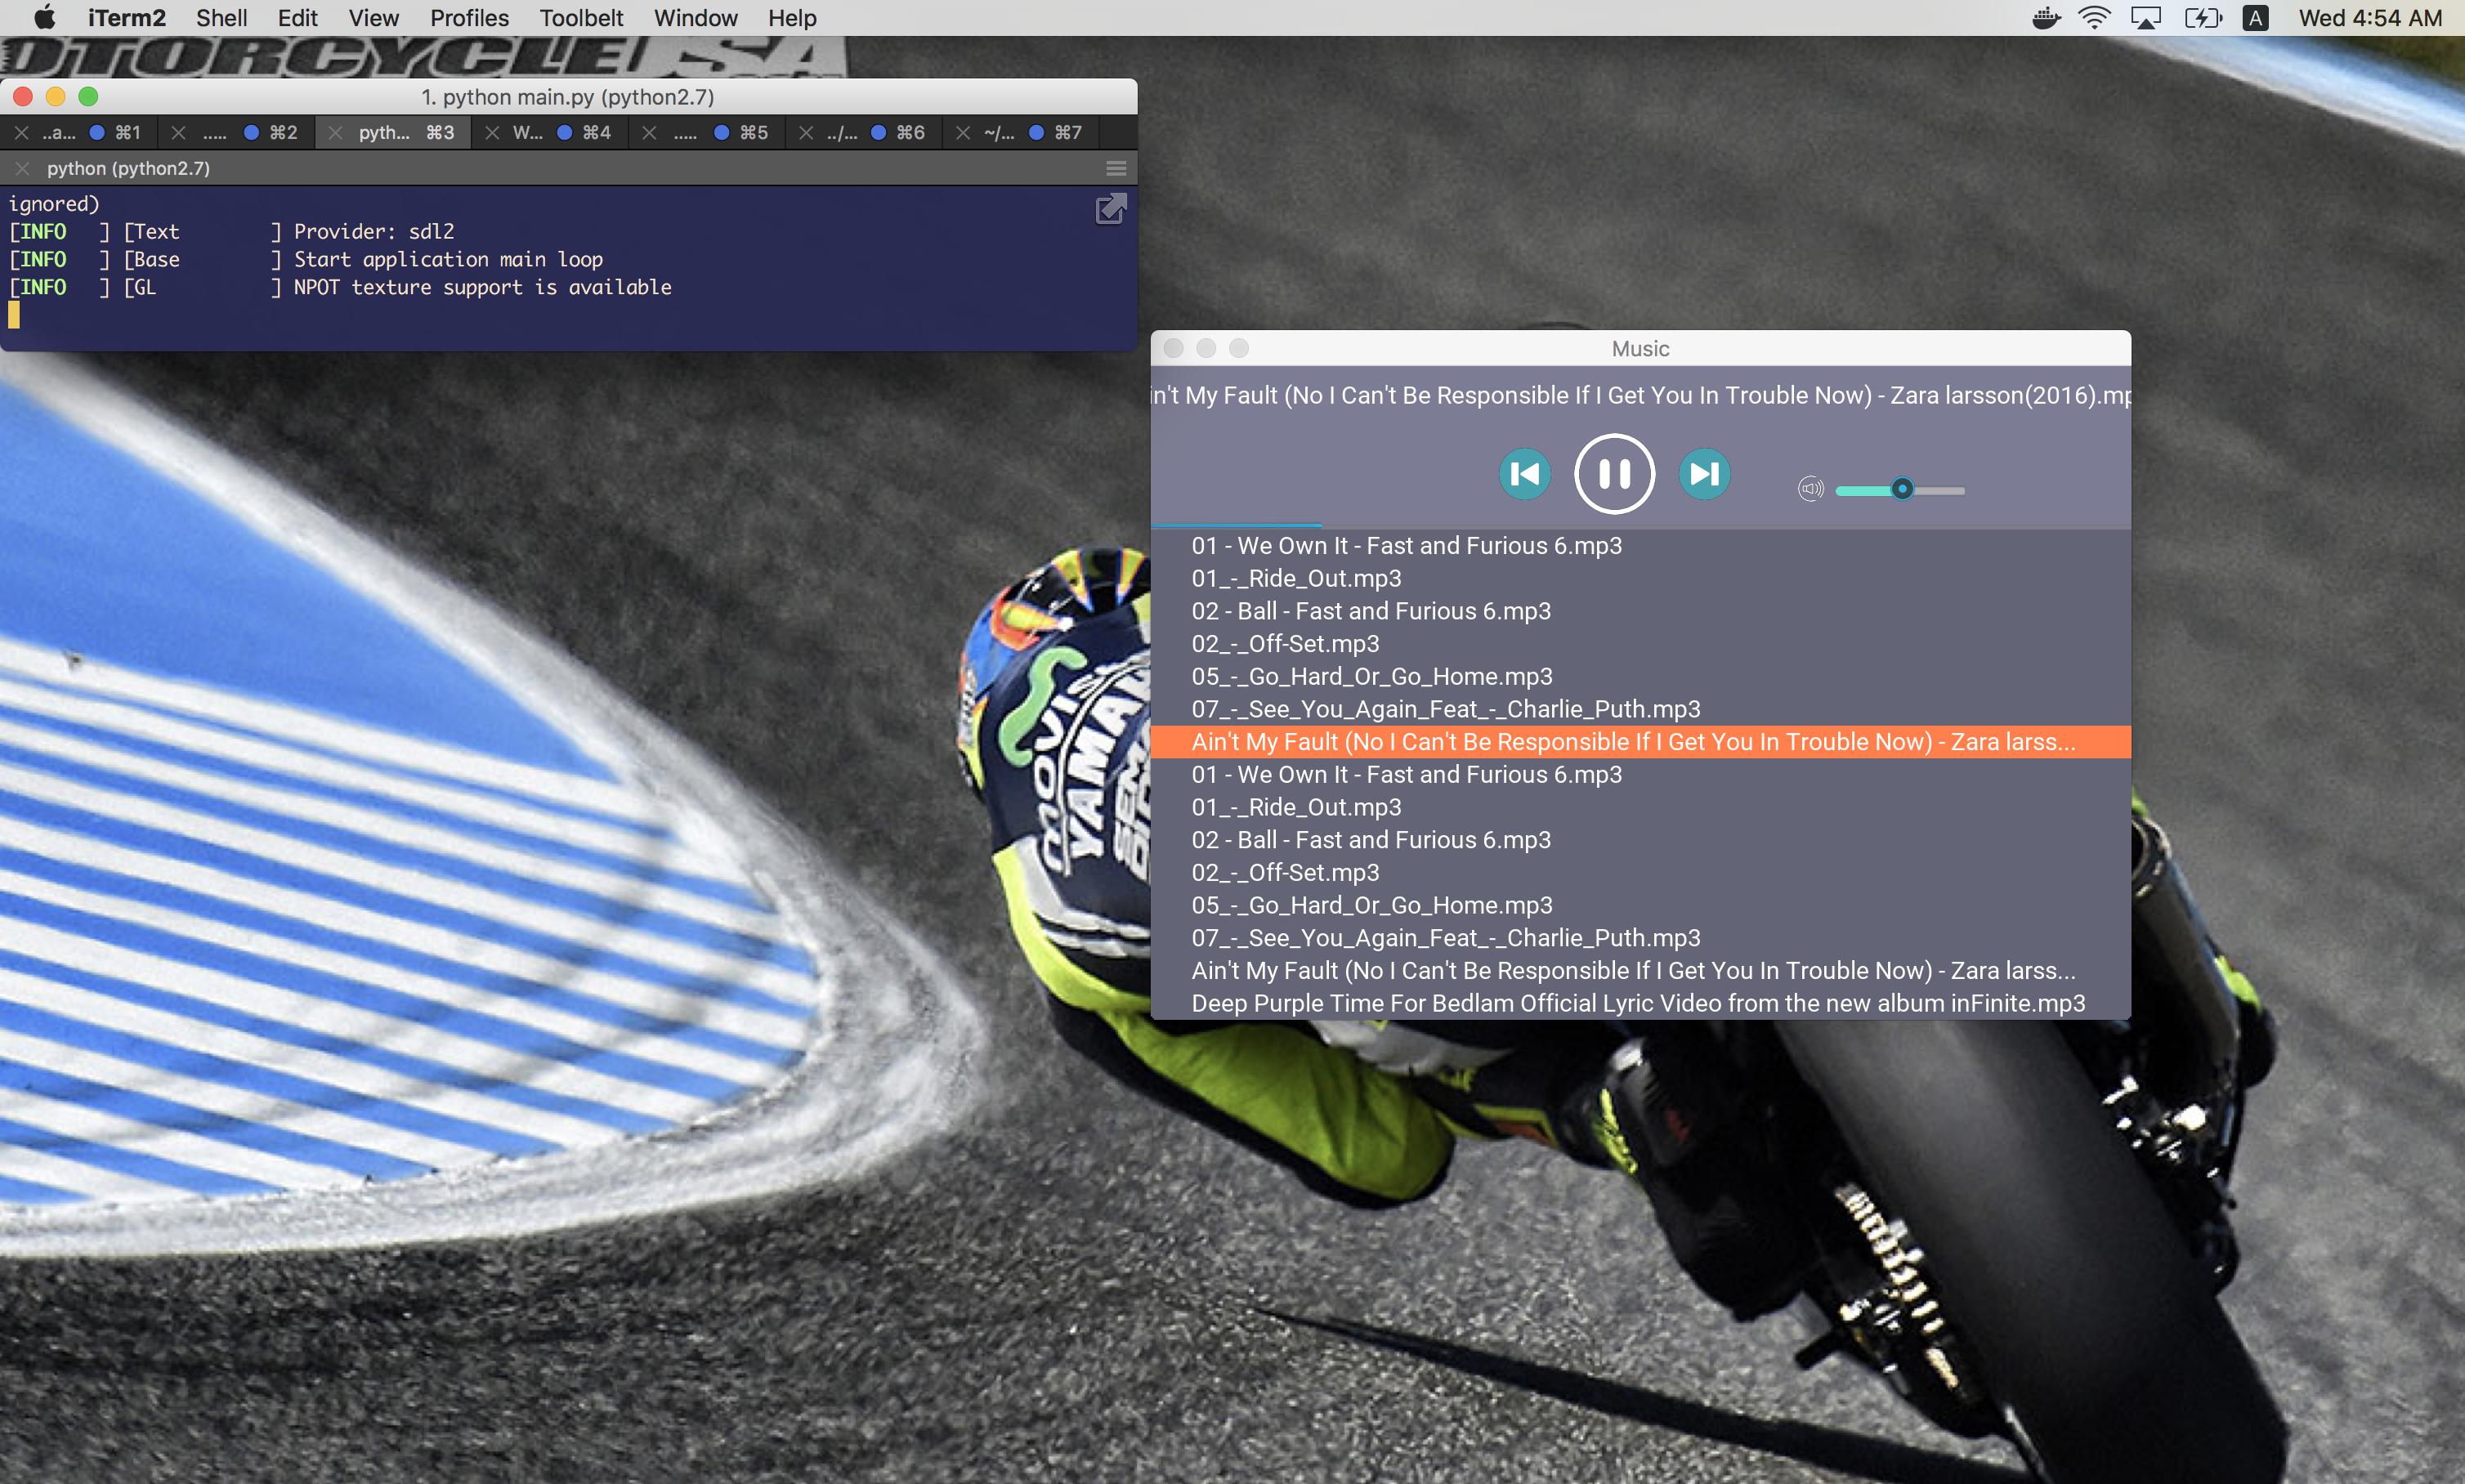 iTerm2 Shell Edit View Profiles Toolbelt Window Help A Wed 4:54 AM
OTORCYCLE USA
1. python main.py (python2.7)
..a... ⌘1 ..... ⌘2 pyth... ⌘3 W... ⌘4 ..... ⌘5 ../... ⌘6 ~/... ⌘7
python (python2.7)
ignored)
[INFO ] [Text ] Provider: sdl2
[INFO ] [Base ] Start application main loop
[INFO ] [GL ] NPOT texture support is available
Music
in't My Fault (No I Can't Be Responsible If I Get You In Trouble Now) - Zara larsson(2016).mp
01 - We Own It - Fast and Furious 6.mp3
01_-_Ride_Out.mp3
02 - Ball - Fast and Furious 6.mp3
02_-_Off-Set.mp3
05_-_Go_Hard_Or_Go_Home.mp3
07_-_See_You_Again_Feat_-_Charlie_Puth.mp3
Ain't My Fault (No I Can't Be Responsible If I Get You In Trouble Now) - Zara larss...
01 - We Own It - Fast and Furious 6.mp3
01_-_Ride_Out.mp3
02 - Ball - Fast and Furious 6.mp3
02_-_Off-Set.mp3
05_-_Go_Hard_Or_Go_Home.mp3
07_-_See_You_Again_Feat_-_Charlie_Puth.mp3
Ain't My Fault (No I Can't Be Responsible If I Get You In Trouble Now) - Zara larss...
Deep Purple Time For Bedlam Official Lyric Video from the new album inFinite.mp3
MOVIS
YAMAH